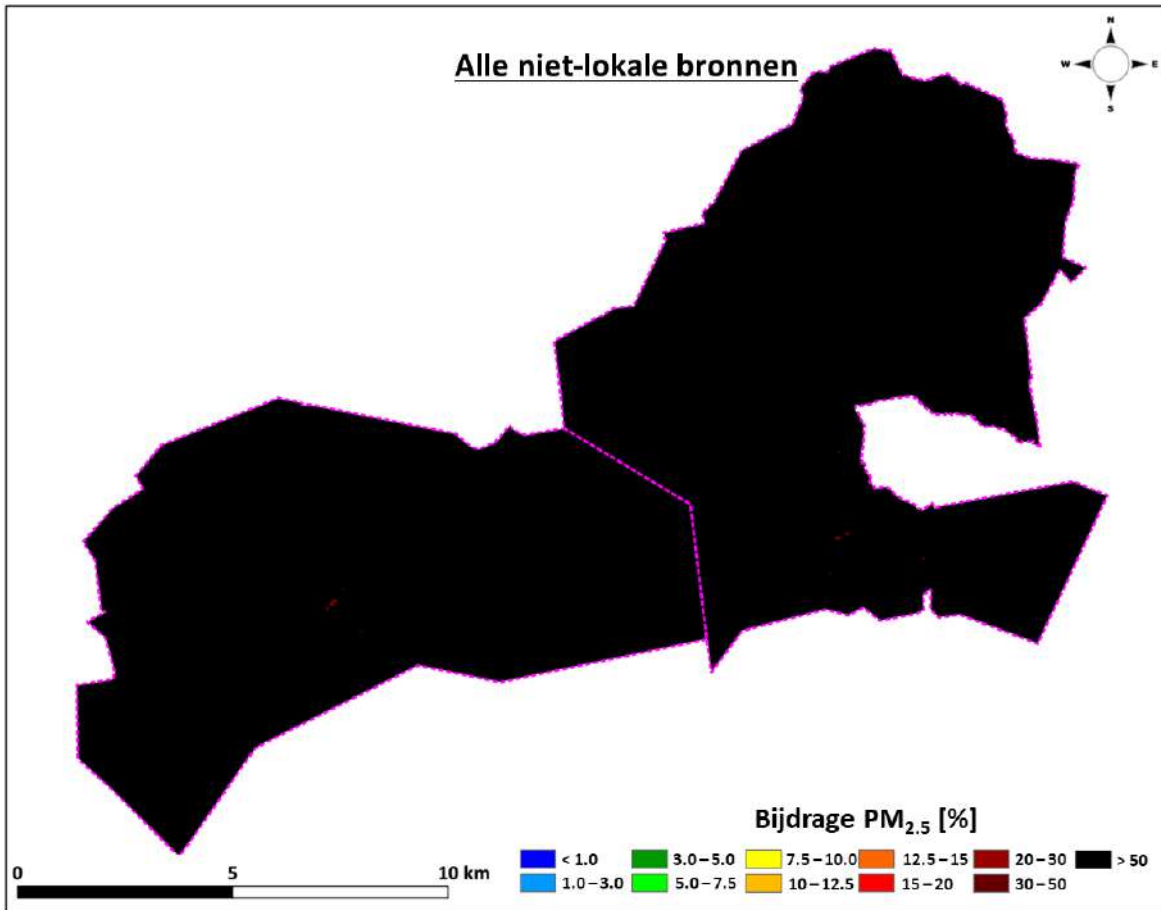 Alle niet-lokale bronnen
N
W E
S
Bijdrage PM2.5 [%]
0 5 10 km
< 1.0 3.0–5.0 7.5–10.0 12.5–15 20–30 > 50
1.0–3.0 5.0–7.5 10–12.5 15–20 30–50